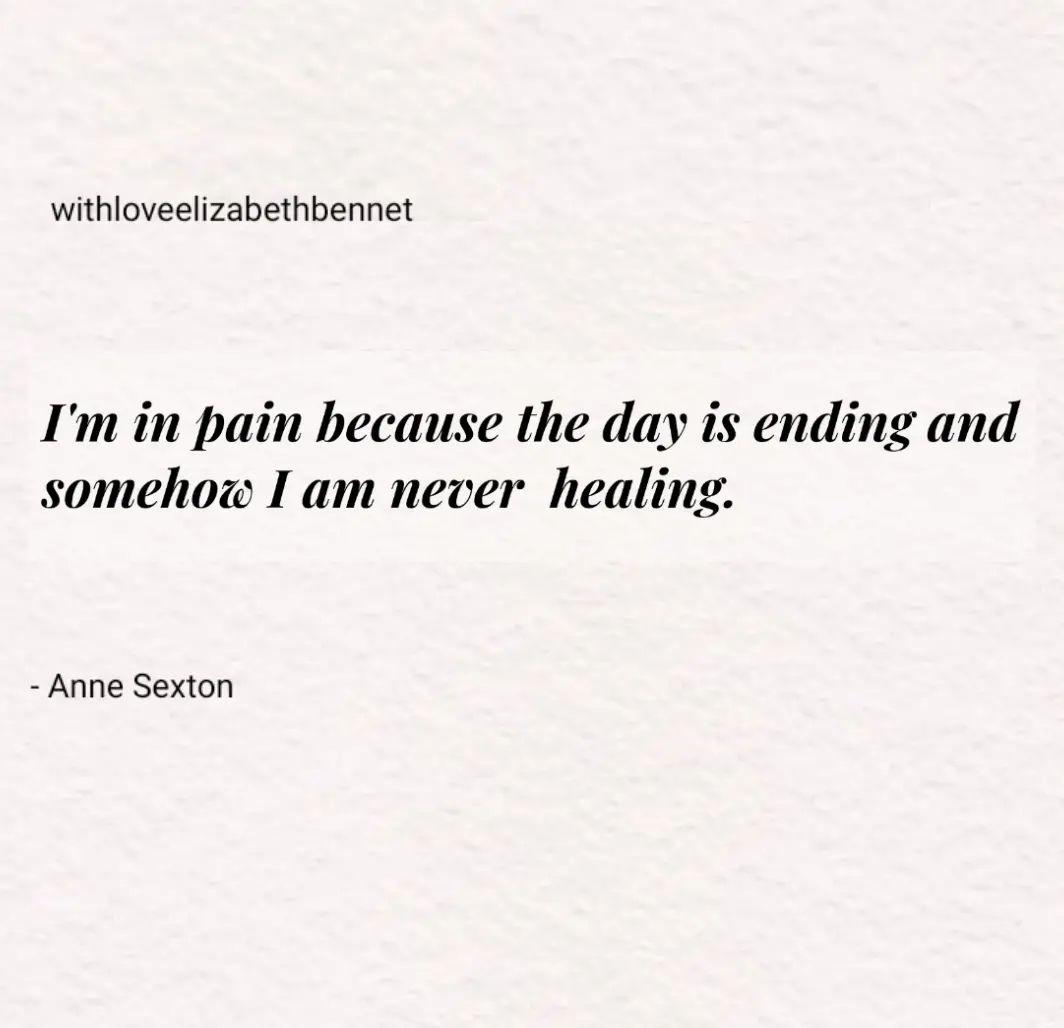 withloveelizabethbennet
I'm in pain because the day is ending and
somehow I am never healing.
- Anne Sexton